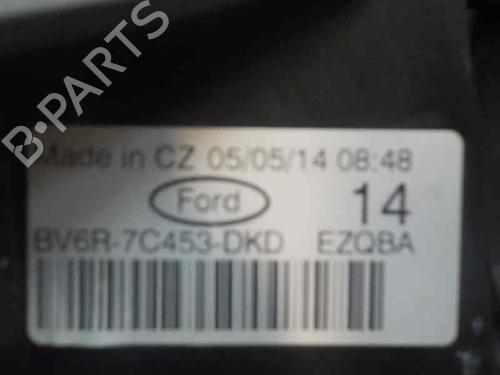 B-PARTS
Made in CZ 05/05/14 08:48
Ford 14
BV6R-7C453-DKD EZQBA